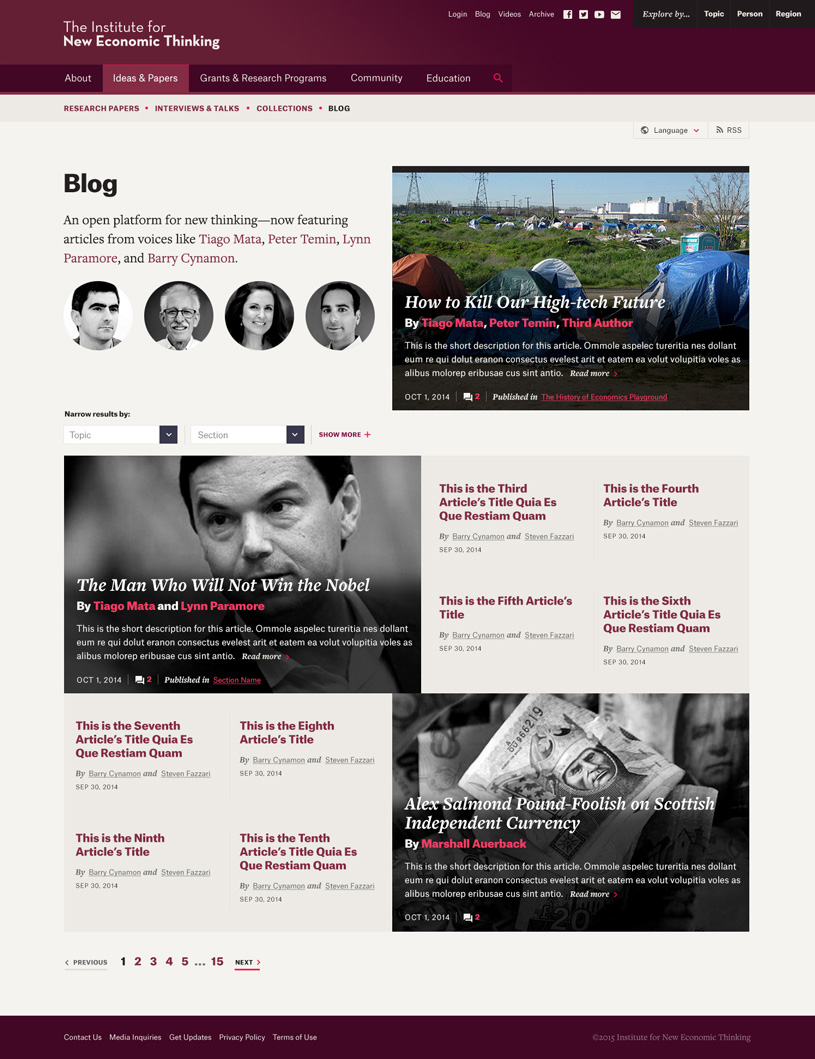 The Institute for
New Economic Thinking
Login Blog Videos Archive
Explore by... Topic Person Region
About Ideas & Papers Grants & Research Programs Community Education
RESEARCH PAPERS • INTERVIEWS & TALKS • COLLECTIONS • BLOG
Language RSS
Blog
An open platform for new thinking—now featuring
articles from voices like Tiago Mata, Peter Temin, Lynn
Paramore, and Barry Cynamon.
How to Kill Our High-tech Future
By Tiago Mata, Peter Temin, Third Author
This is the short description for this article. Ommole aspelec tureritia nes dollant
eum re qui dolut eranon consectus evelest arit et eatem ea volut volupitia voles as
alibus molorep eribusae cus sint antio. Read more >
OCT 1, 2014 | 2 | Published in The History of Economics Playground
Narrow results by:
Topic Section SHOW MORE +
The Man Who Will Not Win the Nobel
By Tiago Mata and Lynn Paramore
This is the short description for this article. Ommole aspelec tureritia nes dollant
eum re qui dolut eranon consectus evelest arit et eatem ea volut volupitia voles as
alibus molorep eribusae cus sint antio. Read more >
OCT 1, 2014 | 2 | Published in Section Name
This is the Third
Article's Title Quia Es
Que Restiam Quam
By Barry Cynamon and Steven Fazzari
SEP 30, 2014
This is the Fourth
Article's Title
By Barry Cynamon and Steven Fazzari
SEP 30, 2014
This is the Fifth Article's
Title
By Barry Cynamon and Steven Fazzari
SEP 30, 2014
This is the Sixth
Article's Title Quia Es
Que Restiam Quam
By Barry Cynamon and Steven Fazzari
SEP 30, 2014
This is the Seventh
Article's Title Quia Es
Que Restiam Quam
By Barry Cynamon and Steven Fazzari
SEP 30, 2014
This is the Eighth
Article's Title
By Barry Cynamon and Steven Fazzari
SEP 30, 2014
This is the Ninth
Article's Title
By Barry Cynamon and Steven Fazzari
SEP 30, 2014
This is the Tenth
Article's Title Quia Es
Que Restiam Quam
By Barry Cynamon and Steven Fazzari
SEP 30, 2014
Alex Salmond Pound-Foolish on Scottish
Independent Currency
By Marshall Auerback
This is the short description for this article. Ommole aspelec tureritia nes dollant
eum re qui dolut eranon consectus evelest arit et eatem ea volut volupitia voles as
alibus molorep eribusae cus sint antio. Read more >
OCT 1, 2014 | 2
< PREVIOUS 1 2 3 4 5 ... 15 NEXT >
Contact Us Media Inquiries Get Updates Privacy Policy Terms of Use
©2015 Institute for New Economic Thinking